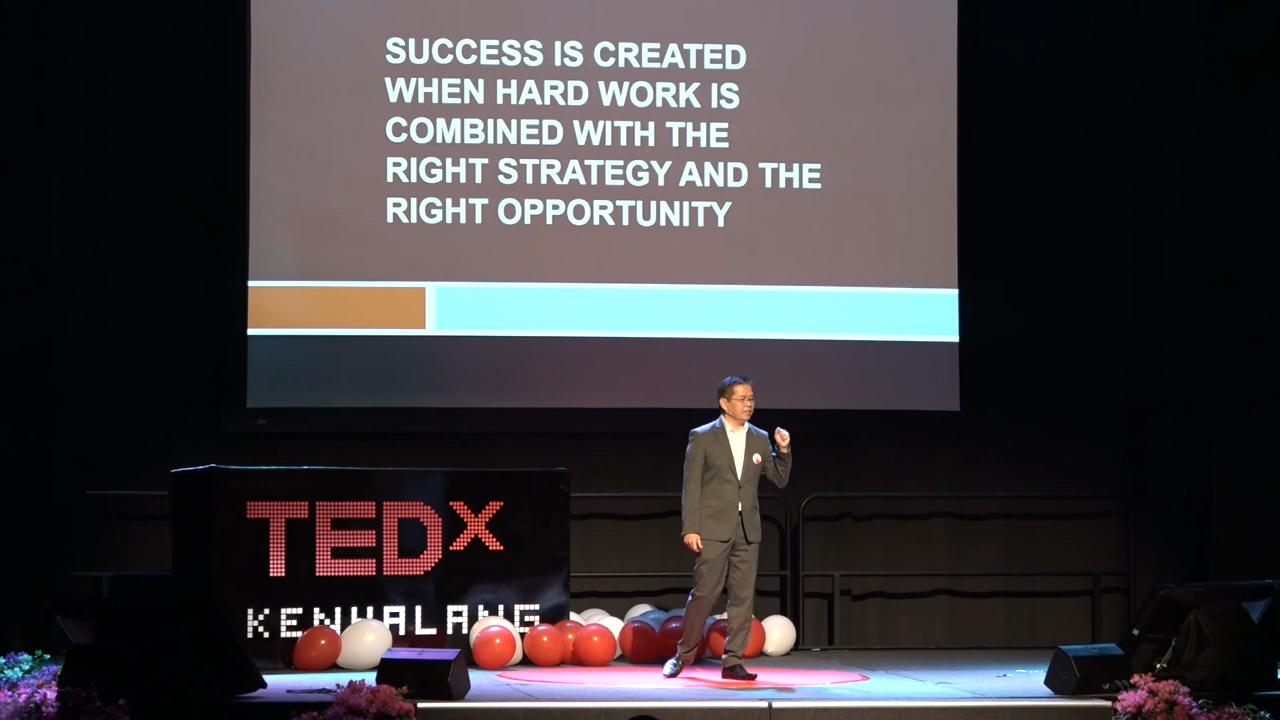 SUCCESS IS CREATED
WHEN HARD WORK IS
COMBINED WITH THE
RIGHT STRATEGY AND THE
RIGHT OPPORTUNITY
TEDx
KENYALANG